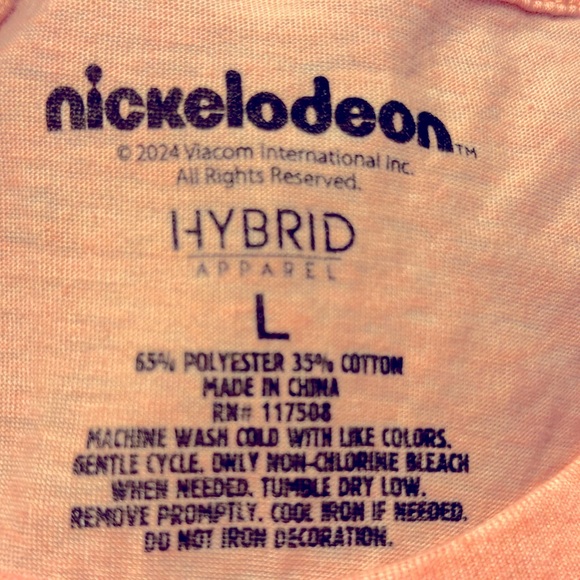 nickelodeon™
© 2024 Viacom International Inc.
All Rights Reserved.
HYBRID
APPAREL
L
65% POLYESTER 35% COTTON
MADE IN CHINA
RN# 117508
MACHINE WASH COLD WITH LIKE COLORS.
GENTLE CYCLE. ONLY NON-CHLORINE BLEACH
WHEN NEEDED. TUMBLE DRY LOW.
REMOVE PROMPTLY. COOL IRON IF NEEDED.
DO NOT IRON DECORATION.